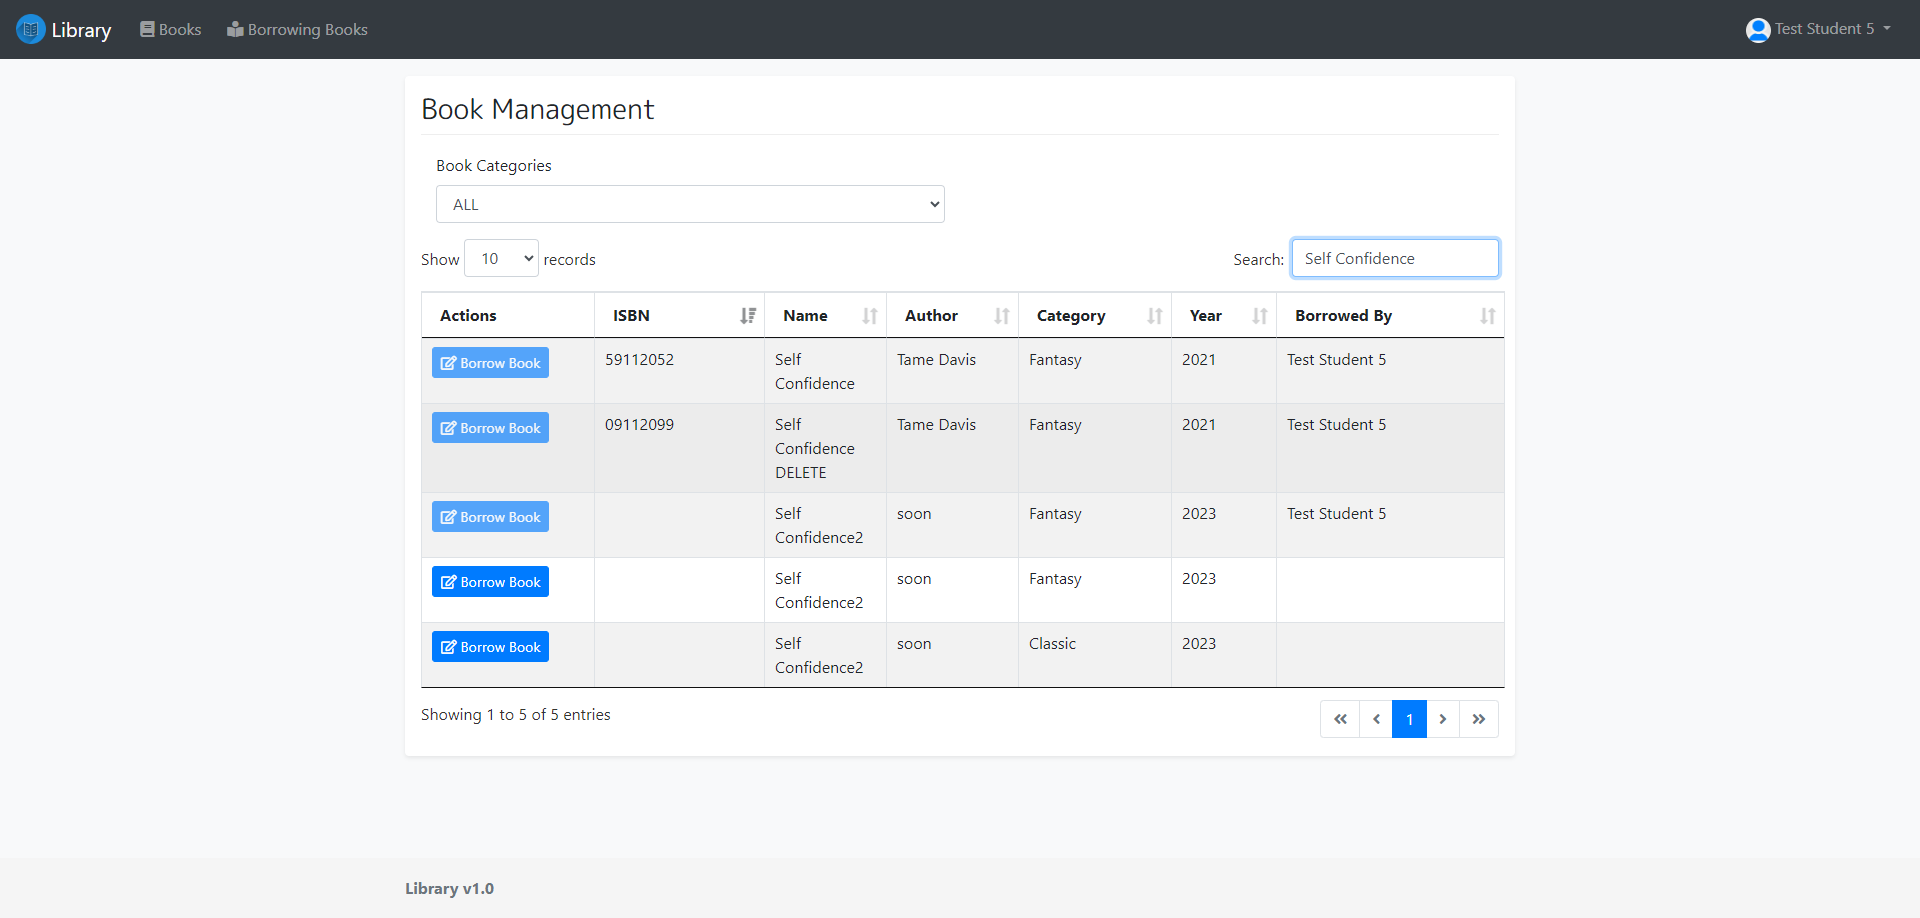 Library Books Borrowing Books Test Student 5
Book Management
Book Categories
ALL
Show 10 records Search: Self Confidence
Actions ISBN Name Author Category Year Borrowed By
Borrow Book 59112052 Self Confidence Tame Davis Fantasy 2021 Test Student 5
Borrow Book 09112099 Self Confidence DELETE Tame Davis Fantasy 2021 Test Student 5
Borrow Book Self Confidence2 soon Fantasy 2023 Test Student 5
Borrow Book Self Confidence2 soon Fantasy 2023
Borrow Book Self Confidence2 soon Classic 2023
Showing 1 to 5 of 5 entries « ‹ 1 › »
Library v1.0